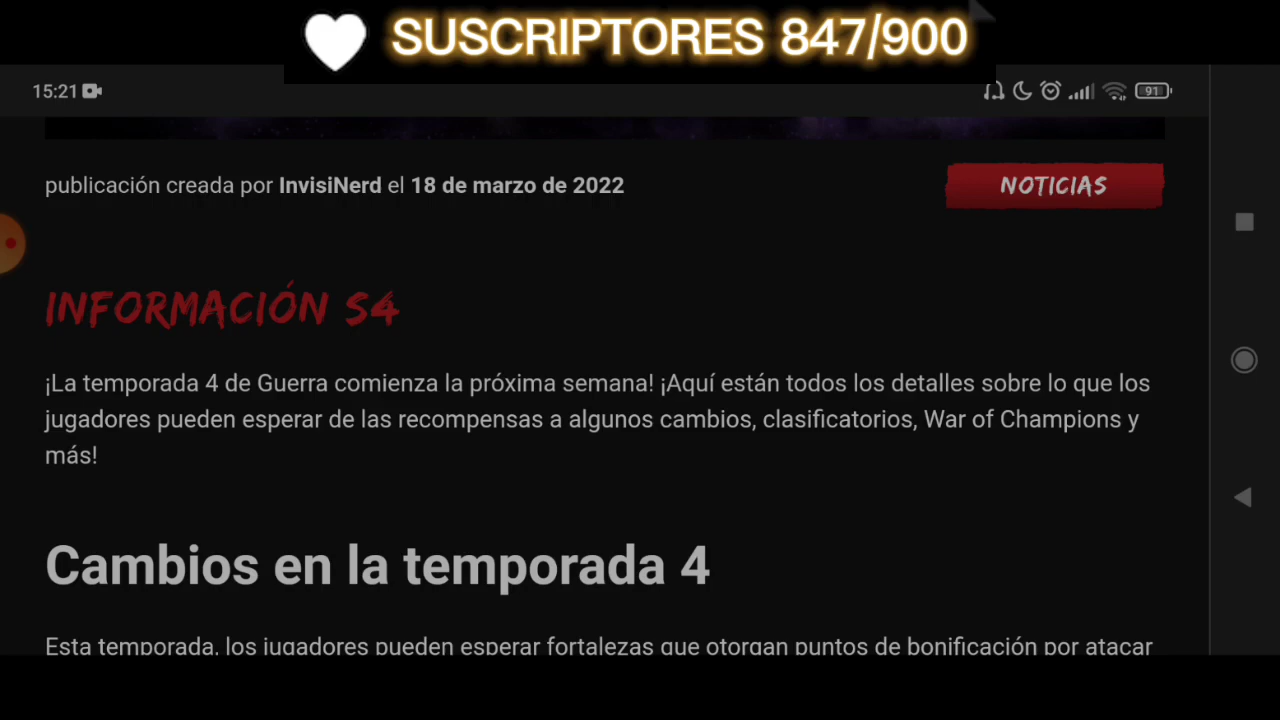 SUSCRIPTORES 847/900
15:21
91
publicación creada por InvisiNerd el 18 de marzo de 2022
NOTICIAS
INFORMACIÓN S4
¡La temporada 4 de Guerra comienza la próxima semana! ¡Aquí están todos los detalles sobre lo que los
jugadores pueden esperar de las recompensas a algunos cambios, clasificatorios, War of Champions y
más!
Cambios en la temporada 4
Esta temporada, los jugadores pueden esperar fortalezas que otorgan puntos de bonificación por atacar